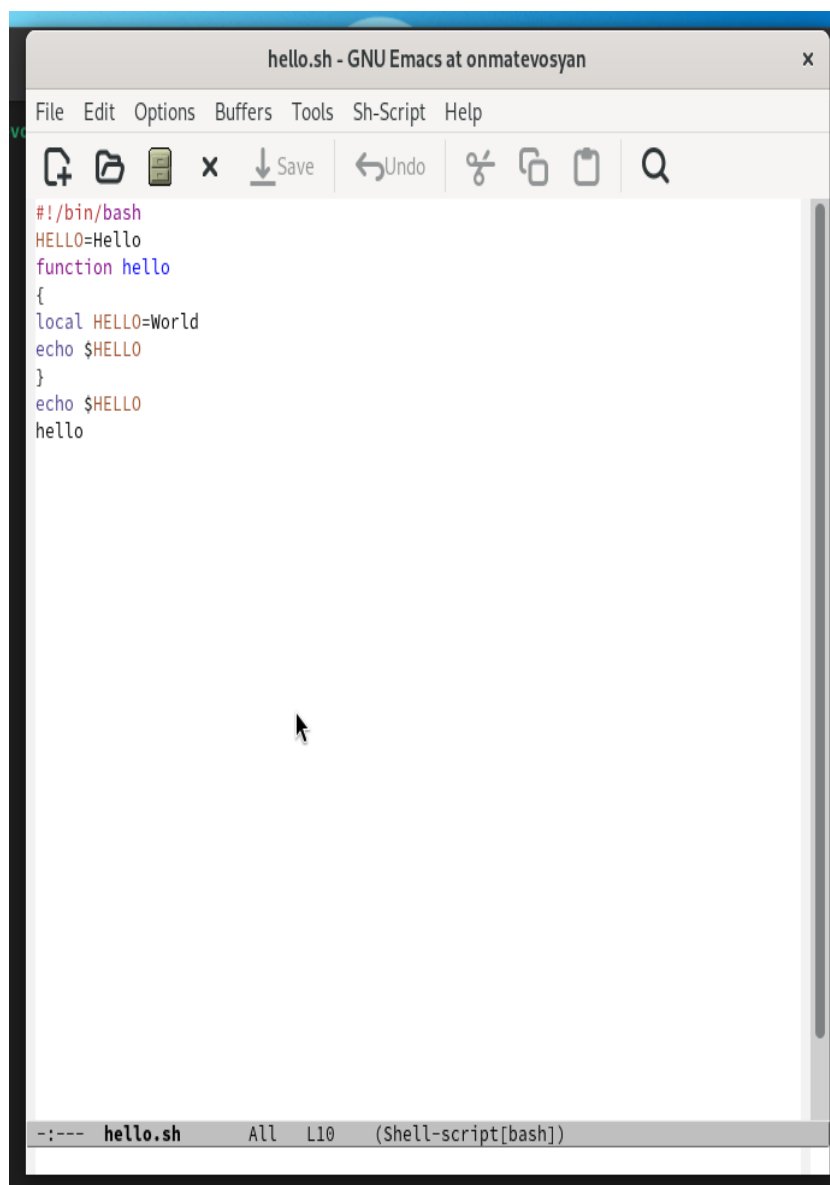 hello.sh - GNU Emacs at onmatevosyan
File Edit Options Buffers Tools Sh-Script Help
Save Undo
#!/bin/bash
HELLO=Hello
function hello
{
local HELLO=World
echo $HELLO
}
echo $HELLO
hello
-:--- hello.sh All L10 (Shell-script[bash])